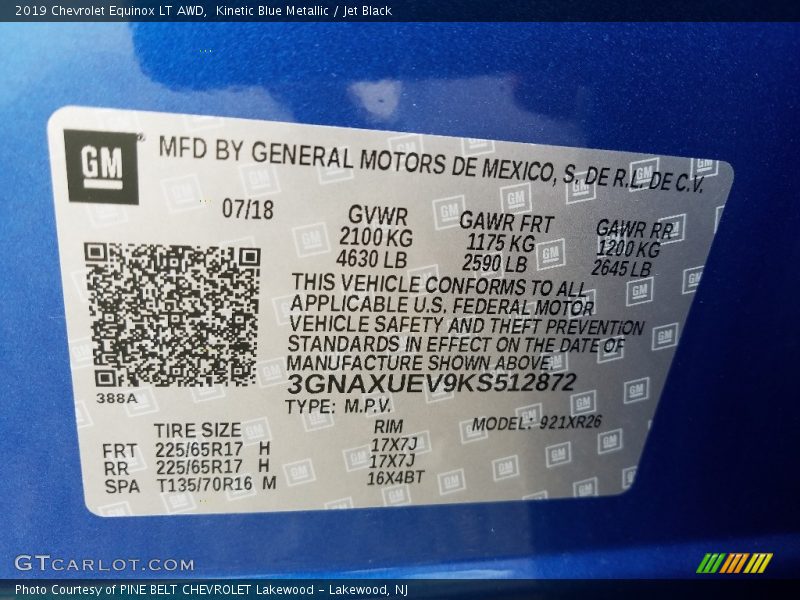 2019 Chevrolet Equinox LT AWD, Kinetic Blue Metallic / Jet Black
GM
MFD BY GENERAL MOTORS DE MEXICO, S. DE R.L. DE C.V.
07/18
GVWR GAWR FRT GAWR RR
2100 KG 1175 KG 1200 KG
4630 LB 2590 LB 2645 LB
THIS VEHICLE CONFORMS TO ALL
APPLICABLE U.S. FEDERAL MOTOR
VEHICLE SAFETY AND THEFT PREVENTION
STANDARDS IN EFFECT ON THE DATE OF
MANUFACTURE SHOWN ABOVE.
3GNAXUEV9KS512872
388A
TYPE: M.P.V.
MODEL: 921XR26
TIRE SIZE RIM
FRT 225/65R17 H 17X7J
RR 225/65R17 H 17X7J
SPA T135/70R16 M 16X4BT
GTCARLOT.COM
Photo Courtesy of PINE BELT CHEVROLET Lakewood - Lakewood, NJ